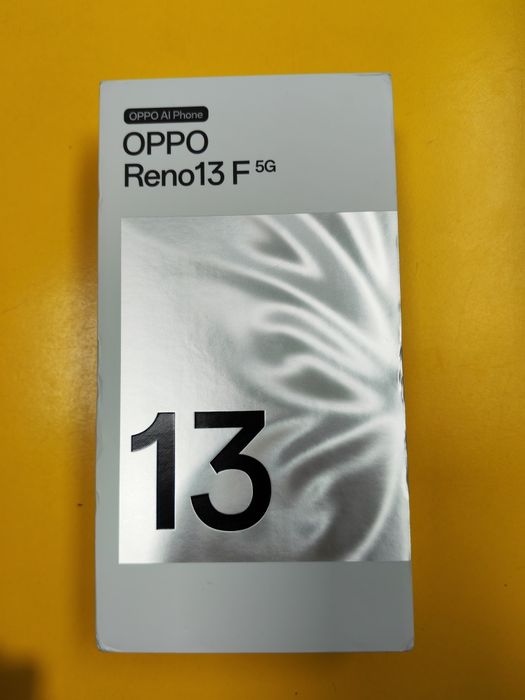 OPPO AI Phone
OPPO
Reno13 F 5G
13